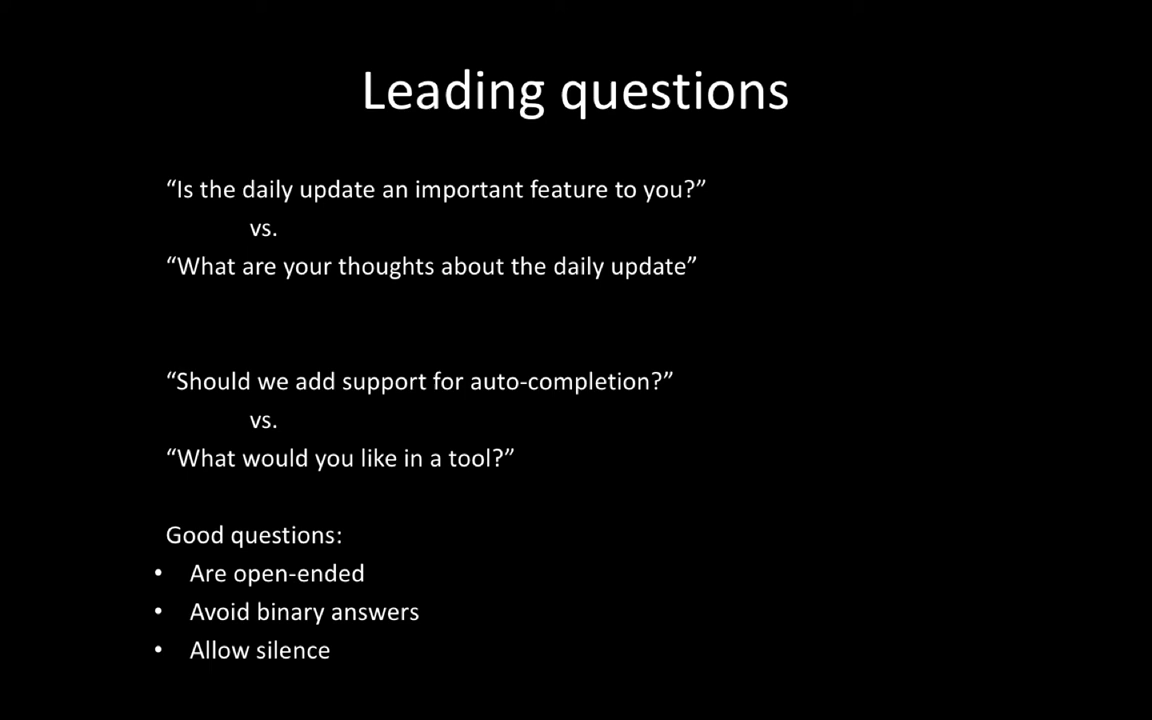 Leading questions
“Is the daily update an important feature to you?”
vs.
“What are your thoughts about the daily update”
“Should we add support for auto-completion?”
vs.
“What would you like in a tool?”
Good questions:
• Are open-ended
• Avoid binary answers
• Allow silence